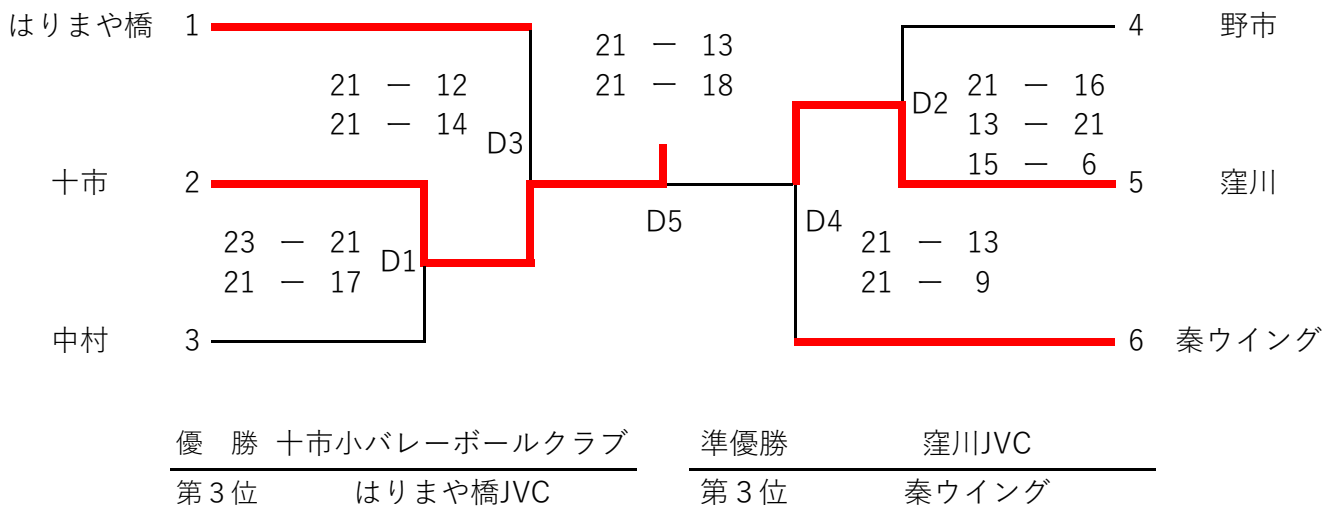 はりまや橋 1
21 ー 13
4 野市
21 ー 12
21 ー 18
21 ー 16
D2
21 ー 14
13 ー 21
D3
15 ー 6
十市 2
5 窪川
D5
D4
23 ー 21
D1
21 ー 13
21 ー 17
21 ー 9
中村 3
6 秦ウイング
優 勝 十市小バレーボールクラブ 準優勝 窪川JVC
第3位 はりまや橋JVC 第3位 秦ウイング